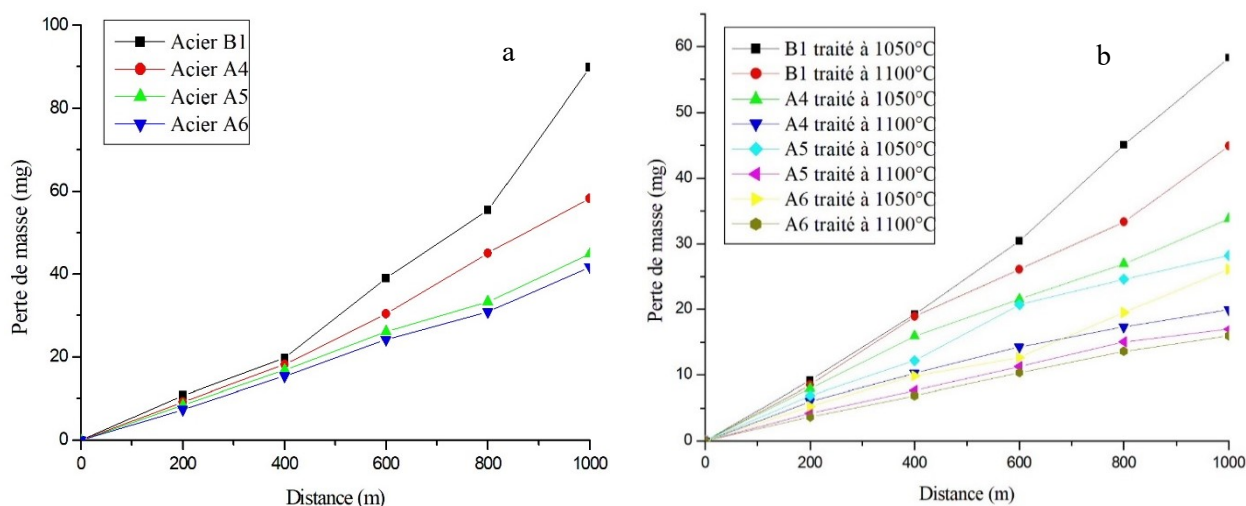 100
80
60
40
20
0
Perte de masse (mg)
Acier B1
Acier A4
Acier A5
Acier A6
a
0 200 400 600 800 1000
Distance (m)
60
50
40
30
20
10
0
Perte de masse (mg)
B1 traité à 1050°C
B1 traité à 1100°C
A4 traité à 1050°C
A4 traité à 1100°C
A5 traité à 1050°C
A5 traité à 1100°C
A6 traité à 1050°C
A6 traité à 1100°C
b
0 200 400 600 800 1000
Distance (m)